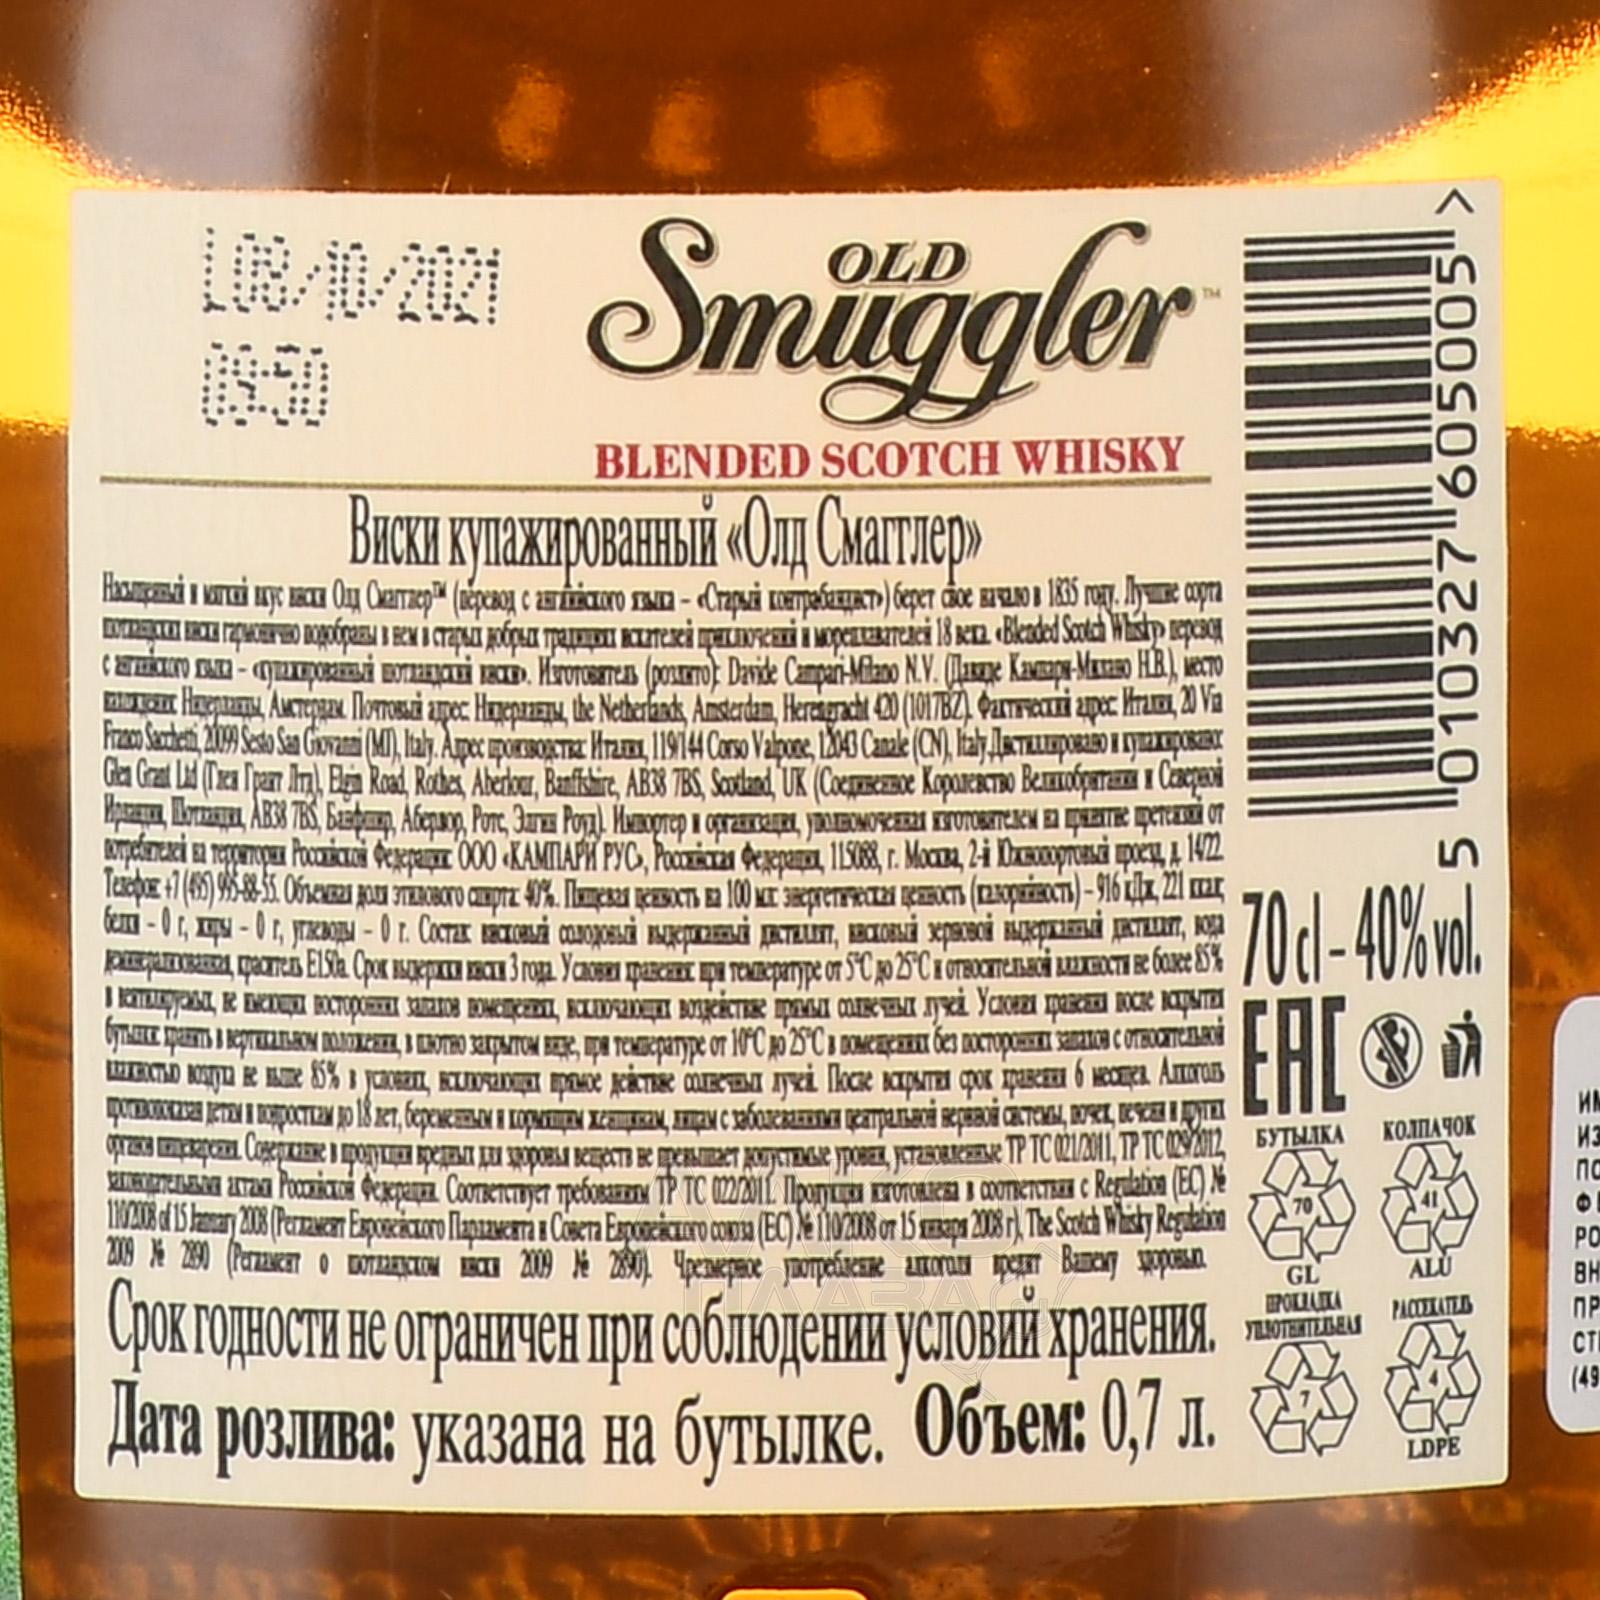 L08/10/2021
09:50
OLD
Smuggler™
BLENDED SCOTCH WHISKY
Виски купажированный «Олд Смагглер»
Насыщенный и мягкий вкус виски Олд Смагглер™ (перевод с английского языка – «Старый контрабандист») берет свое начало в 1835 году. Лучшие сорта
шотландских виски гармонично подобраны в нем в старых добрых традициях искателей приключений и мореплавателей 18 века. «Blended Scotch Whisky» перевод
с английского языка – «купажированный шотландский виски». Изготовитель (розлито): Davide Campari-Milano N.V. (Давиде Кампари-Милано Н.В.), место
нахождения: Нидерланды, Амстердам. Почтовый адрес: Нидерланды, the Netherlands, Amsterdam, Herengracht 420 (1017BZ). Фактический адрес: Италия, 20 Via
Franco Sacchetti, 20099 Sesto San Giovanni (MI), Italy. Адрес производства: Италия, 119/144 Corso Valpone, 12043 Canale (CN), Italy.Дистиллировано и купажировано:
Glen Grant Ltd (Глен Грант Лтд), Elgin Road, Rothes, Aberlour, Banffshire, AB38 7BS, Scotland, UK (Соединенное Королевство Великобритании и Северной
Ирландии, Шотландия, AB38 7BS, Банфшир, Аберлор, Ротс, Элгин Роуд). Импортер и организация, уполномоченная изготовителем на принятие претензий от
потребителей на территории Российской Федерации: ООО «КАМПАРИ РУС», Российская Федерация, 115088, г. Москва, 2-й Южнопортовый проезд, д. 14/22.
Телефон: +7 (495) 995-88-55. Объемная доля этилового спирта: 40%. Пищевая ценность на 100 мл: энергетическая ценность (калорийность) – 916 кДж, 221 ккал;
белки – 0 г, жиры – 0 г, углеводы – 0 г. Состав: висковый солодовый выдержанный дистиллят, висковый зерновой выдержанный дистиллят, вода
деминерализованная, краситель E150a. Срок выдержки виски 3 года. Условия хранения: при температуре от 5°С до 25°С и относительной влажности не более 85%
в вентилируемых, не имеющих посторонних запахов помещениях, исключающих воздействие прямых солнечных лучей. Условия хранения после вскрытия
бутылки: хранить в вертикальном положении, в плотно закрытом виде, при температуре от 10°С до 25°С в помещениях без посторонних запахов с относительной
влажностью воздуха не выше 85% в условиях, исключающих прямое действие солнечных лучей. После вскрытия срок хранения 6 месяцев. Алкоголь
противопоказан детям и подросткам до 18 лет, беременным и кормящим женщинам, лицам с заболеваниями центральной нервной системы, почек, печени и других
органов пищеварения. Содержание в продукции вредных для здоровья веществ не превышает допустимые уровни, установленные ТР ТС 021/2011, ТР ТС 029/2012,
законодательными актами Российской Федерации. Соответствует требованиям ТР ТС 022/2011. Продукция изготовлена в соответствии с Regulation (EC) №
110/2008 of 15 January 2008 (Регламент Европейского Парламента и Совета Европейского союза (ЕС) № 110/2008 от 15 января 2008 г), The Scotch Whisky Regulation
2009 № 2890 (Регламент о шотландском виски 2009 № 2890). Чрезмерное употребление алкоголя вредит Вашему здоровью.
Срок годности не ограничен при соблюдении условий хранения.
Дата розлива: указана на бутылке. Объем: 0,7 л.
5 010327 605005 >
70 cl – 40% vol.
EAC
БУТЫЛКА КОЛПАЧОК
70 41
GL ALU
ПРОКЛАДКА УПЛОТНИТЕЛЬНАЯ РАССЕКАТЕЛЬ
7 4
LDPE